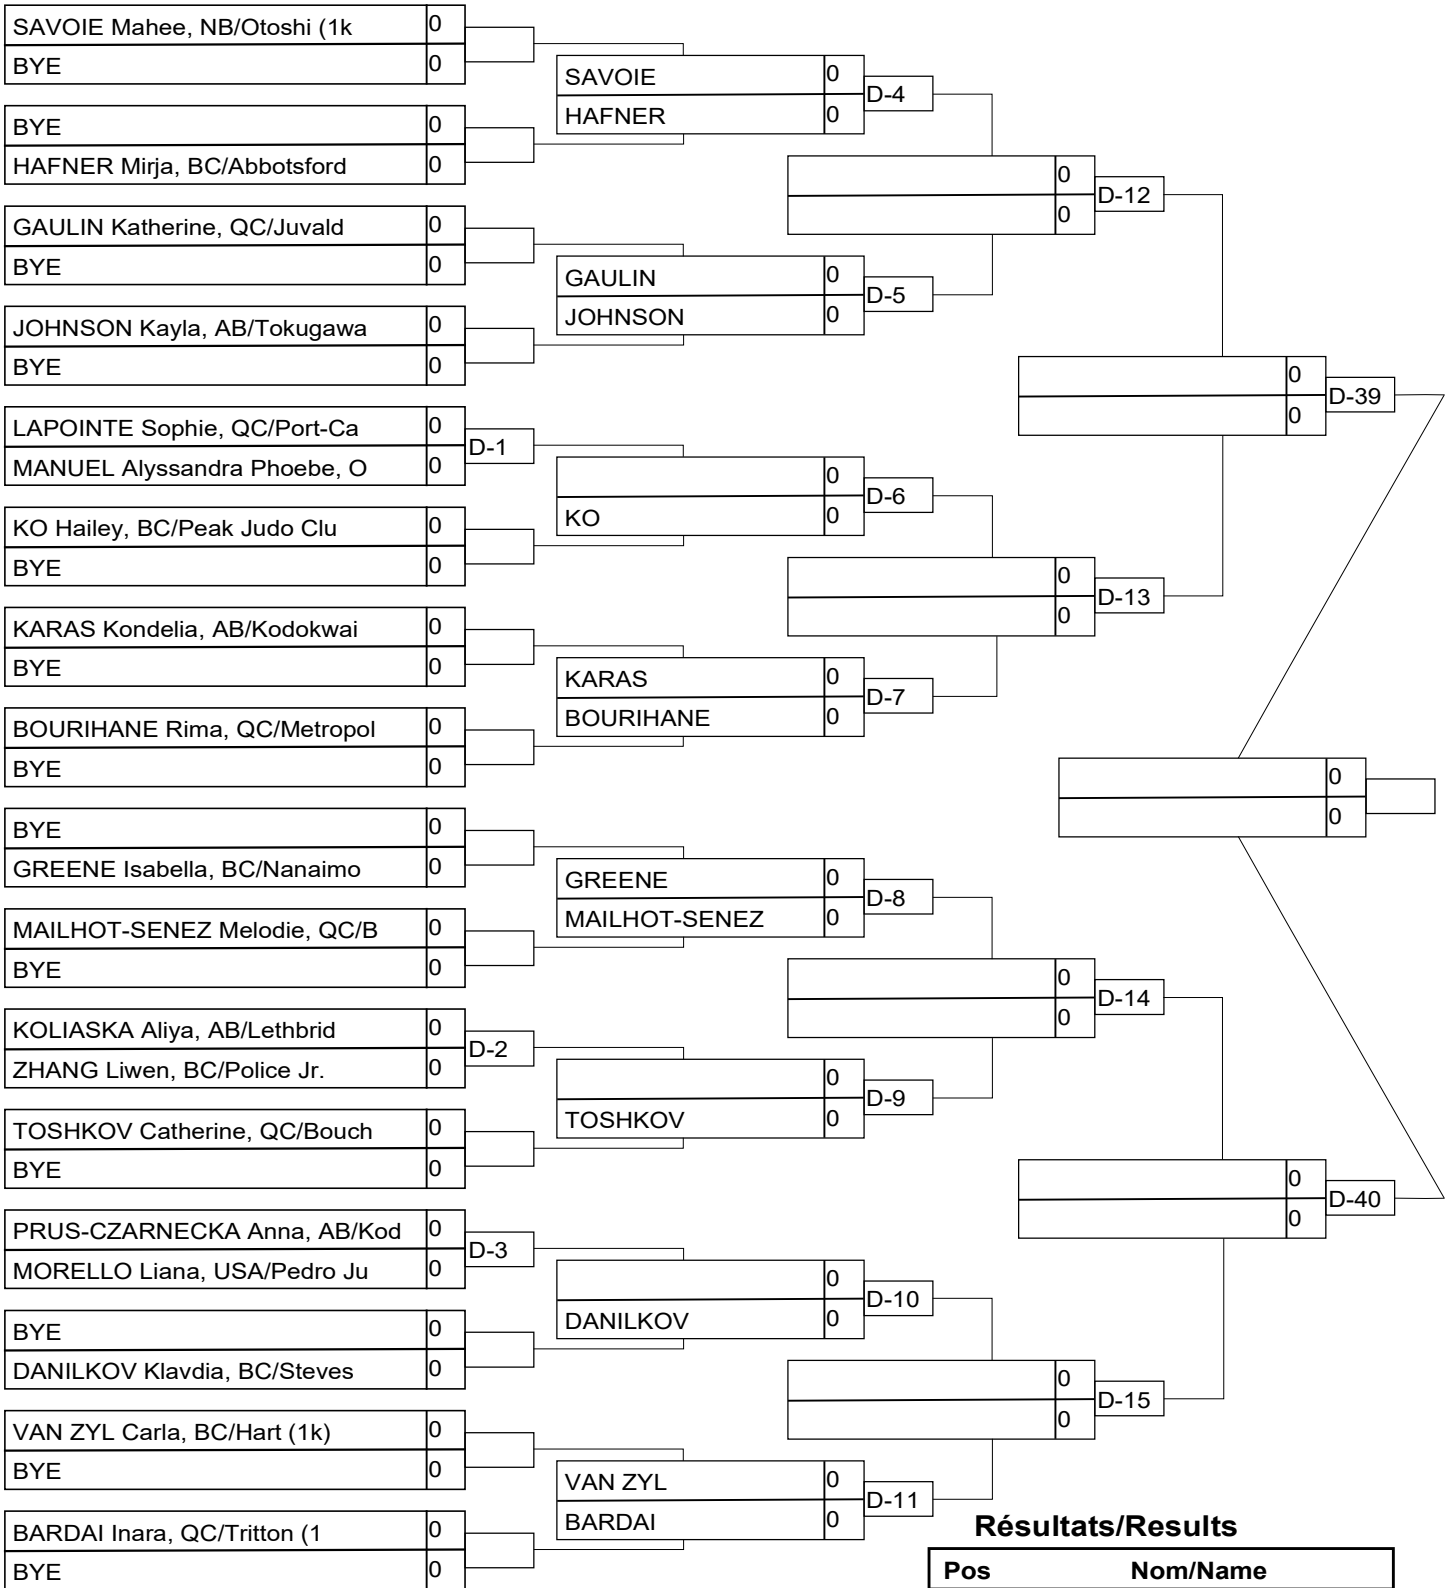 SAVOIE Mahee, NB/Otoshi (1k 0
BYE 0
BYE 0
HAFNER Mirja, BC/Abbotsford 0
GAULIN Katherine, QC/Juvald 0
BYE 0
JOHNSON Kayla, AB/Tokugawa 0
BYE 0
LAPOINTE Sophie, QC/Port-Ca 0
MANUEL Alyssandra Phoebe, O 0
D-1
KO Hailey, BC/Peak Judo Clu 0
BYE 0
KARAS Kondelia, AB/Kodokwai 0
BYE 0
BOURIHANE Rima, QC/Metropol 0
BYE 0
BYE 0
GREENE Isabella, BC/Nanaimo 0
MAILHOT-SENEZ Melodie, QC/B 0
BYE 0
KOLIASKA Aliya, AB/Lethbrid 0
ZHANG Liwen, BC/Police Jr. 0
D-2
TOSHKOV Catherine, QC/Bouch 0
BYE 0
PRUS-CZARNECKA Anna, AB/Kod 0
MORELLO Liana, USA/Pedro Ju 0
D-3
BYE 0
DANILKOV Klavdia, BC/Steves 0
VAN ZYL Carla, BC/Hart (1k) 0
BYE 0
BARDAI Inara, QC/Tritton (1 0
BYE 0
SAVOIE 0
HAFNER 0
D-4
GAULIN 0
JOHNSON 0
D-5
0
KO 0
D-6
KARAS 0
BOURIHANE 0
D-7
GREENE 0
MAILHOT-SENEZ 0
D-8
0
TOSHKOV 0
D-9
0
DANILKOV 0
D-10
VAN ZYL 0
BARDAI 0
D-11
0
0
D-12
0
0
D-13
0
0
D-14
0
0
D-15
0
0
D-39
0
0
D-40
0
0
Résultats/Results
Pos Nom/Name